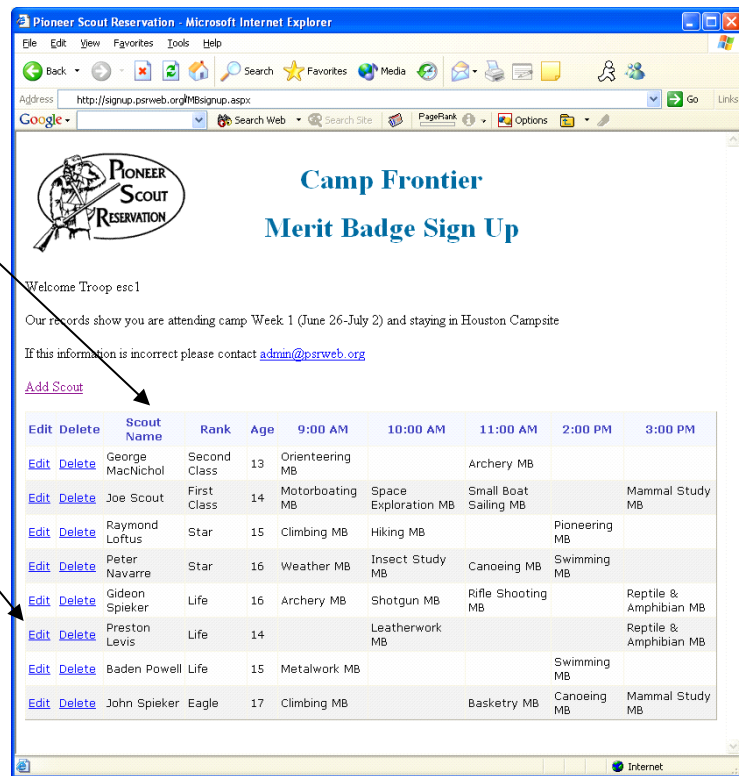 Pioneer Scout Reservation - Microsoft Internet Explorer
File Edit View Favorites Tools Help
Back Search Favorites Media
Address http://signup.psrweb.org/MBsignup.aspx Go Links
Google Search Web Search Site PageRank Options
PIONEER
SCOUT
RESERVATION
Camp Frontier
Merit Badge Sign Up
Welcome Troop esc1
Our records show you are attending camp Week 1 (June 26-July 2) and staying in Houston Campsite
If this information is incorrect please contact admin@psrweb.org
Add Scout
Edit Delete Scout Name Rank Age 9:00 AM 10:00 AM 11:00 AM 2:00 PM 3:00 PM
Edit Delete George MacNichol Second Class 13 Orienteering MB Archery MB
Edit Delete Joe Scout First Class 14 Motorboating MB Space Exploration MB Small Boat Sailing MB Mammal Study MB
Edit Delete Raymond Loftus Star 15 Climbing MB Hiking MB Pioneering MB
Edit Delete Peter Navarre Star 16 Weather MB Insect Study MB Canoeing MB Swimming MB
Edit Delete Gideon Spieker Life 16 Archery MB Shotgun MB Rifle Shooting MB Reptile & Amphibian MB
Edit Delete Preston Levis Life 14 Leatherwork MB Reptile & Amphibian MB
Edit Delete Baden Powell Life 15 Metalwork MB Swimming MB
Edit Delete John Spieker Eagle 17 Climbing MB Basketry MB Canoeing MB Mammal Study MB
Internet